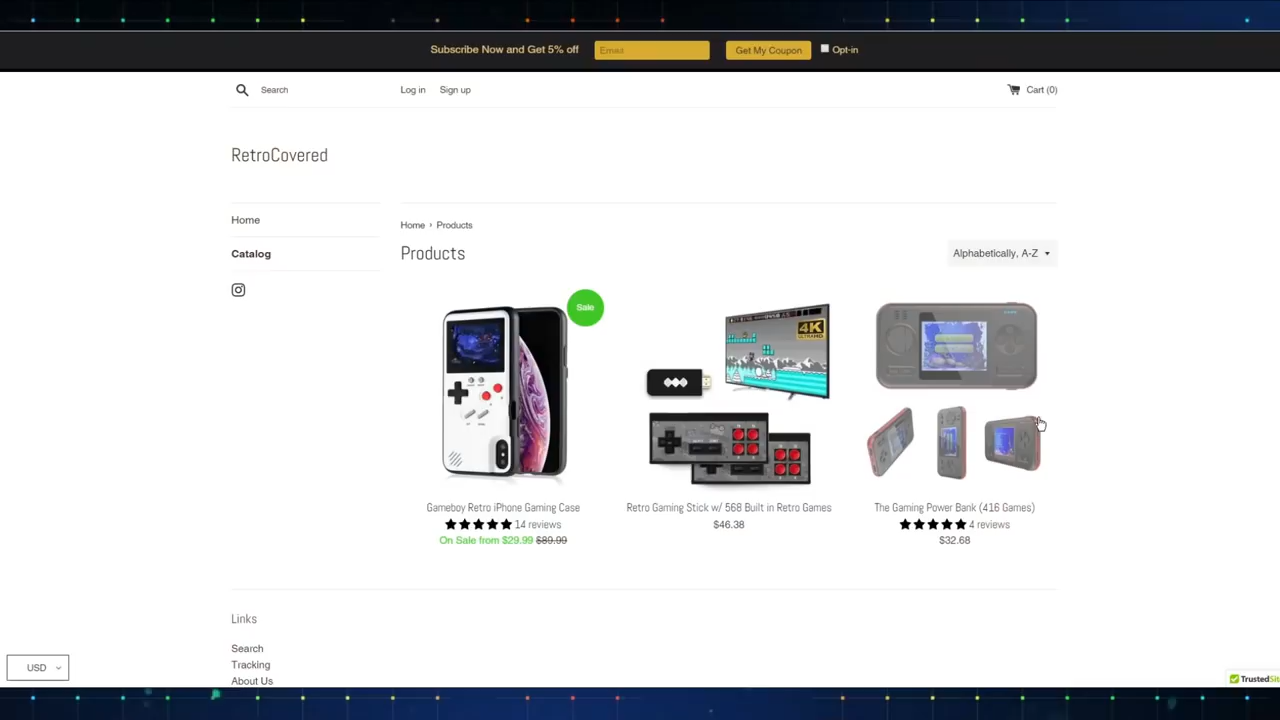 Subscribe Now and Get 5% off
Email
Get My Coupon
Opt-in
Search
Log in
Sign up
Cart (0)
RetroCovered
Home
Catalog
Home › Products
Products
Alphabetically, A-Z
Sale
4K
ULTRA HD
Gameboy Retro iPhone Gaming Case
14 reviews
On Sale from $29.99 $89.99
Retro Gaming Stick w/ 568 Built in Retro Games
$46.38
The Gaming Power Bank (416 Games)
4 reviews
$32.68
Links
Search
Tracking
About Us
USD